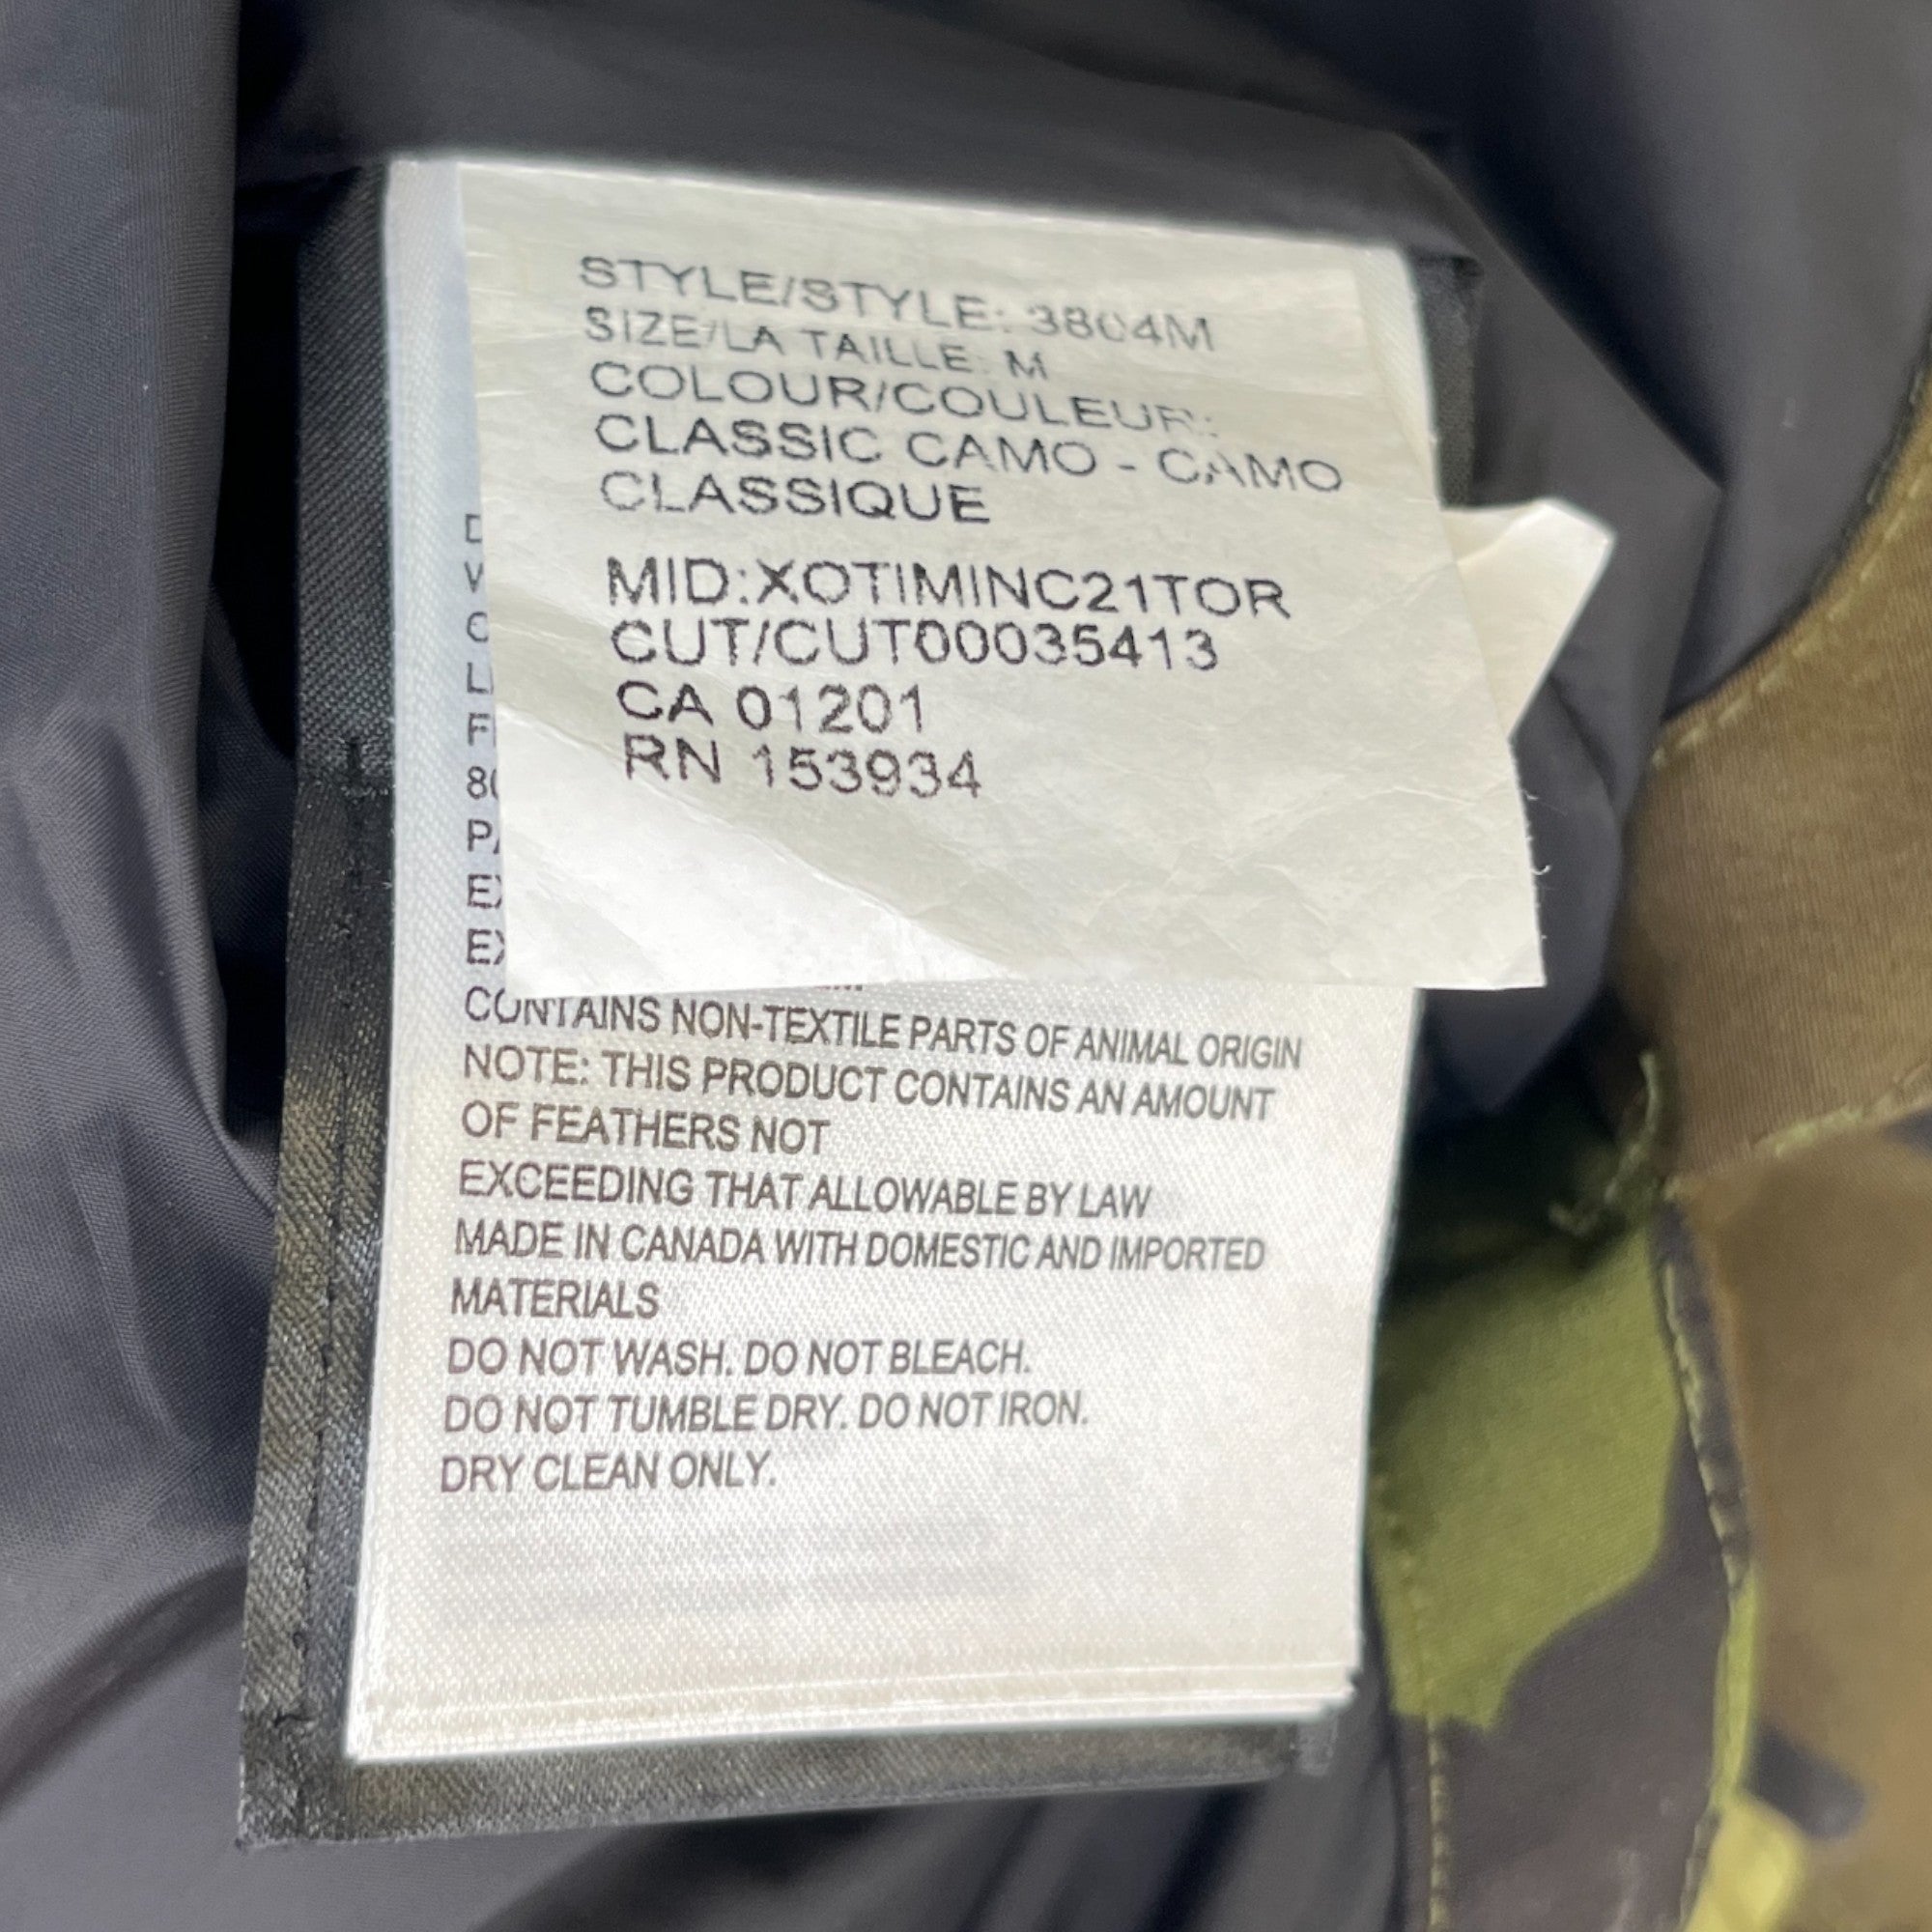 STYLE/STYLE: 3804M
SIZE/LA TAILLE: M
COLOUR/COULEUR:
CLASSIC CAMO - CAMO
CLASSIQUE
MID:XOTIMINC21TOR
CUT/CUT00035413
CA 01201
RN 153934
CONTAINS NON-TEXTILE PARTS OF ANIMAL ORIGIN
NOTE: THIS PRODUCT CONTAINS AN AMOUNT
OF FEATHERS NOT
EXCEEDING THAT ALLOWABLE BY LAW
MADE IN CANADA WITH DOMESTIC AND IMPORTED
MATERIALS
DO NOT WASH. DO NOT BLEACH.
DO NOT TUMBLE DRY. DO NOT IRON.
DRY CLEAN ONLY.